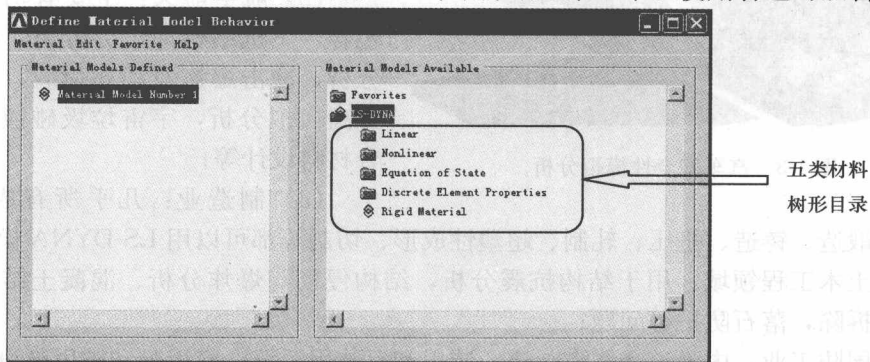 Define Material Model Behavior
Material Edit Favorite Help
Material Models Defined
Material Models Available
Material Model Number 1
Favorites
LS-DYNA
Linear
Nonlinear
Equation of State
Discrete Element Properties
Rigid Material
五类材料
树形目录